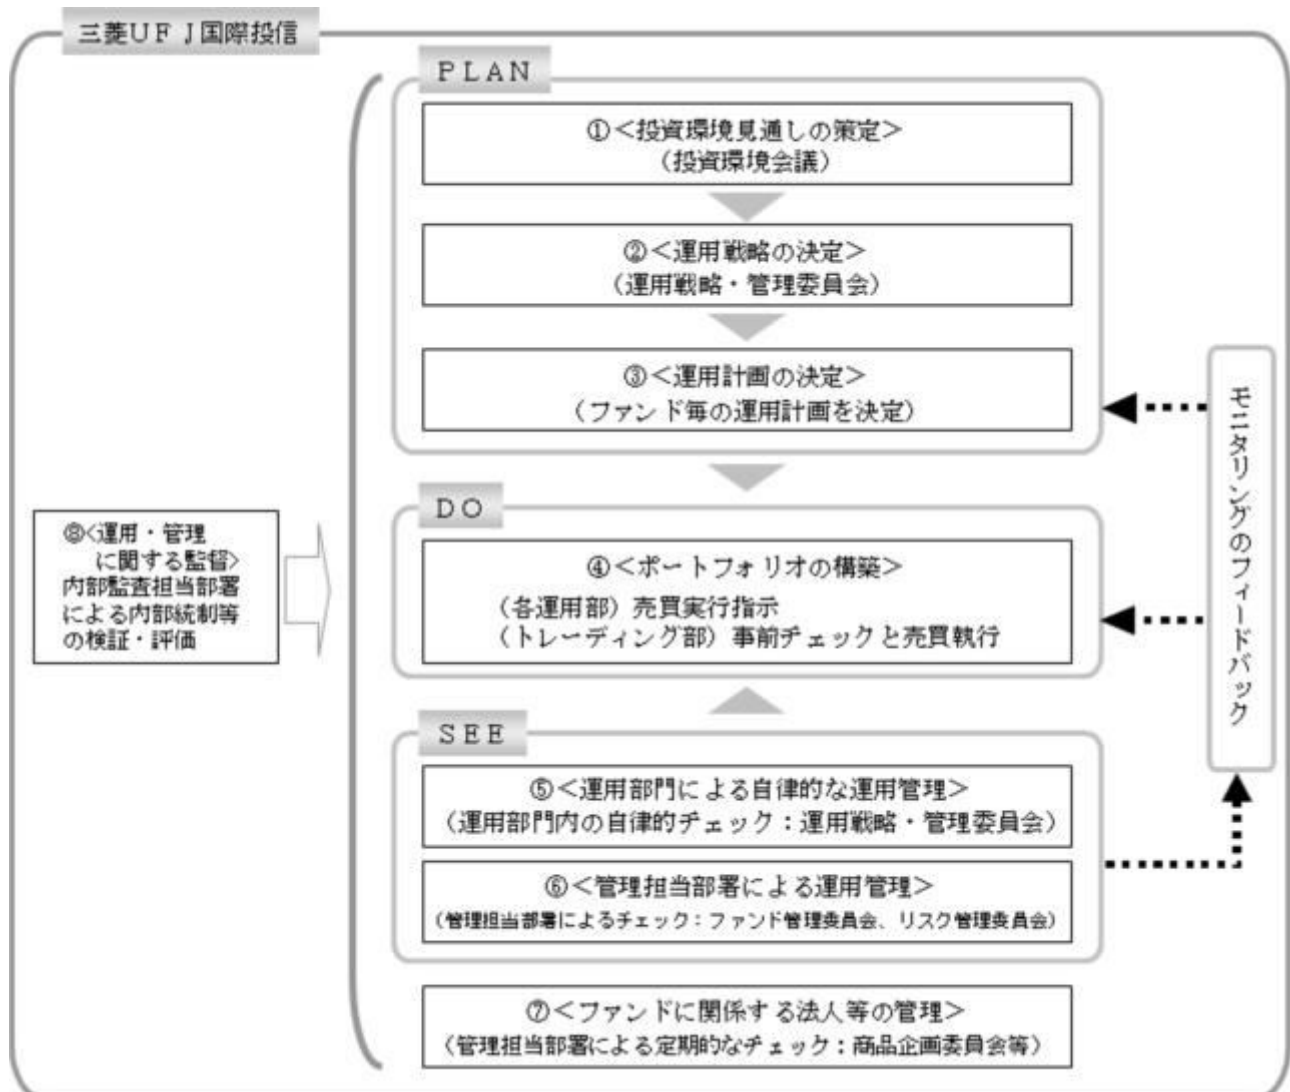 三菱UFJ国際投信
PLAN
①<投資環境見通しの策定>
(投資環境会議)
②<運用戦略の決定>
(運用戦略・管理委員会)
③<運用計画の決定>
(ファンド毎の運用計画を決定)
DO
④<ポートフォリオの構築>
(各運用部)売買実行指示
(トレーディング部)事前チェックと売買執行
SEE
⑤<運用部門による自律的な運用管理>
(運用部門内の自律的チェック:運用戦略・管理委員会)
⑥<管理担当部署による運用管理>
(管理担当部署によるチェック:ファンド管理委員会、リスク管理委員会)
⑦<ファンドに関係する法人等の管理>
(管理担当部署による定期的なチェック:商品企画委員会等)
⑧<運用・管理
に関する監督>
内部監査担当部署
による内部統制等
の検証・評価
モニタリングのフィードバック